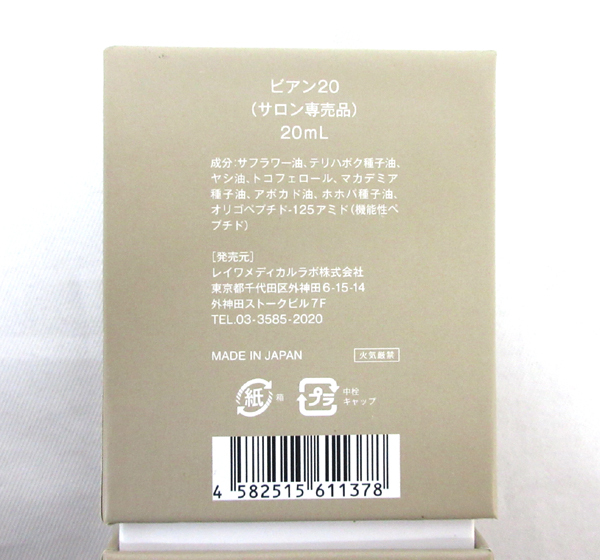 ビアン20
（サロン専売品）
20mL
成分：サフラワー油、テリハボク種子油、
ヤシ油、トコフェロール、マカデミア
種子油、アボカド油、ホホバ種子油、
オリゴペプチド-125アミド（機能性ペ
プチド）
［発売元］
レイワメディカルラボ株式会社
東京都千代田区外神田6-15-14
外神田ストークビル7F
TEL.03-3585-2020
MADE IN JAPAN 火気厳禁
紙 箱 プラ 中栓
キャップ
4 582515 611378